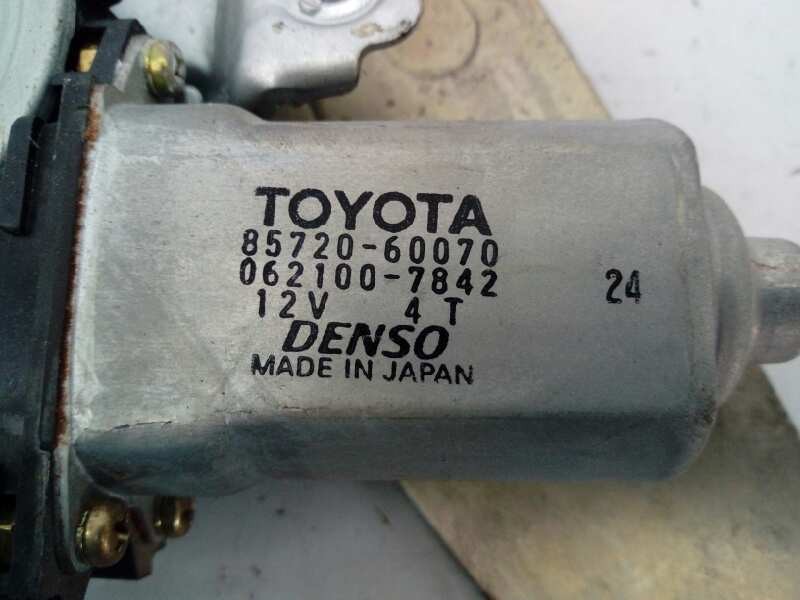 TOYOTA
85720-60070
062100-7842
12V 4T
24
DENSO
MADE IN JAPAN